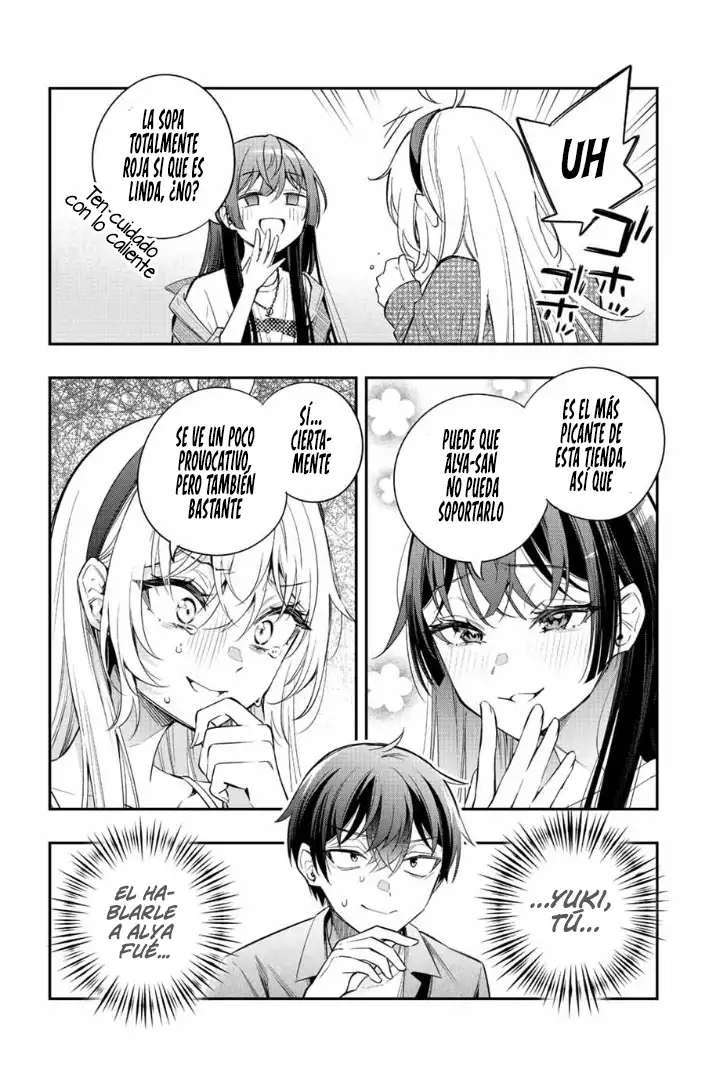 UH
ゴホ
ゴホッ
LA SOPA
TOTALMENTE
ROJA SI QUE ES
LINDA, ¿NO?
Ten cuidado
con lo caliente
ES EL MÁS
PICANTE DE
ESTA TIENDA,
ASÍ QUE
PUEDE QUE
ALYA-SAN
NO PUEDA
SOPORTARLO
SÍ...
CIERTA-
MENTE
SE VE UN POCO
PROVOCATIVO,
PERO TAMBIÉN
BASTANTE
...YUKI,
TÚ...
EL HA-
BLARLE
A ALYA
FUÉ...